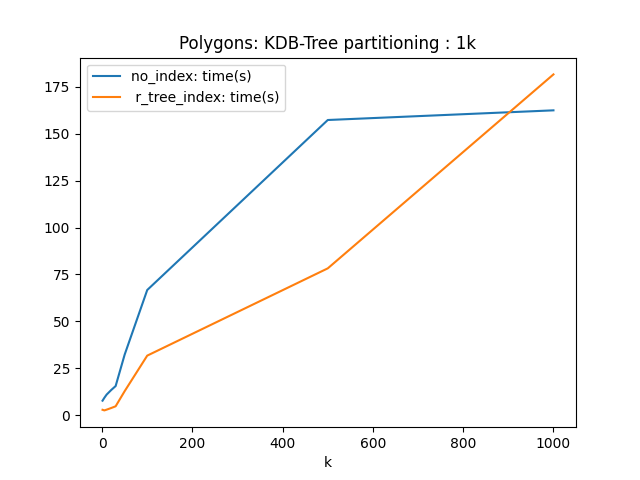 Polygons: KDB-Tree partitioning : 1k
no_index: time(s)
r_tree_index: time(s)
175
150
125
100
75
50
25
0
0 200 400 600 800 1000
k